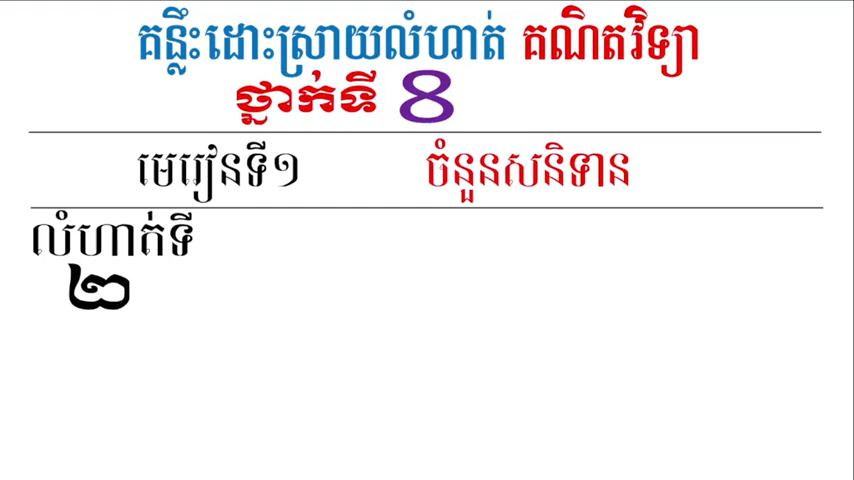 គន្លឹះដោះស្រាយលំហាត់ គណិតវិទ្យា
ថ្នាក់ទី 8
មេរៀនទី១ ចំនួនសនិទាន
លំហាត់ទី
២